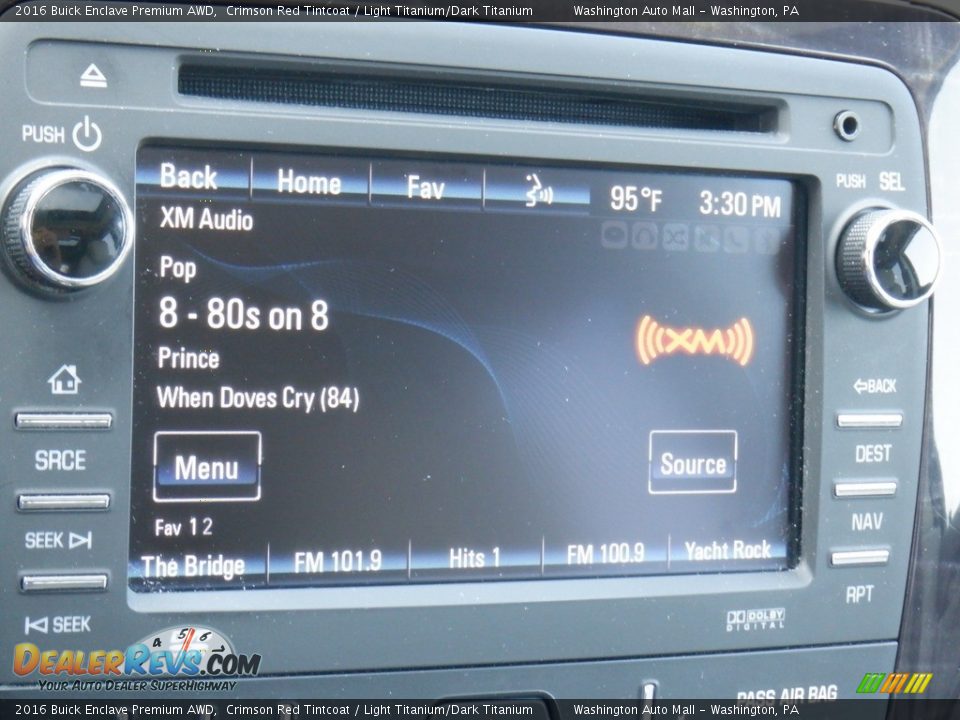 2016 Buick Enclave Premium AWD,  Crimson Red Tintcoat / Light Titanium/Dark Titanium    Washington Auto Mall - Washington, PA
PUSH
PUSH SEL
Back Home Fav 95°F 3:30 PM
XM Audio
Pop
8 - 80s on 8
XM
Prince
When Doves Cry (84)
BACK
Menu Source
SRCE
DEST
Fav 1 2
NAV
SEEK
The Bridge FM 101.9 Hits 1 FM 100.9 Yacht Rock
RPT
SEEK
DOLBY
DIGITAL
4 5 6
DealerRevs.com
Your Auto Dealer SuperHighway
PASS AIR BAG
2016 Buick Enclave Premium AWD,  Crimson Red Tintcoat / Light Titanium/Dark Titanium    Washington Auto Mall - Washington, PA